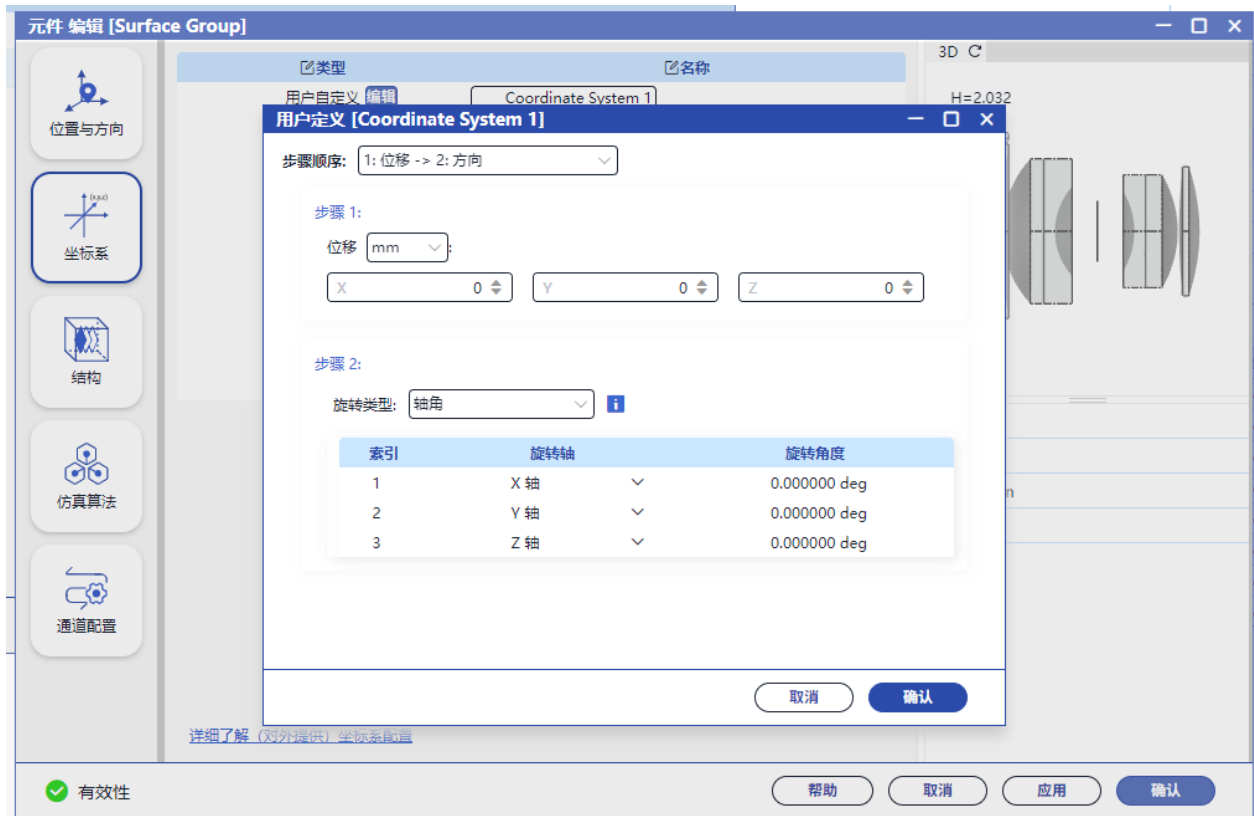 元件 编辑 [Surface Group]
类型 名称
3D
用户自定义 编辑 Coordinate System 1
H=2.032
位置与方向
坐标系
(x,y,z)
结构
仿真算法
通道配置
用户定义 [Coordinate System 1]
步骤顺序: 1: 位移 -> 2: 方向
步骤 1:
位移 mm :
X 0 Y 0 Z 0
步骤 2:
旋转类型: 轴角 i
索引 旋转轴 旋转角度
1 X 轴 0.000000 deg
2 Y 轴 0.000000 deg
3 Z 轴 0.000000 deg
取消 确认
详细了解 (对外提供) 坐标系配置
有效性
帮助 取消 应用 确认